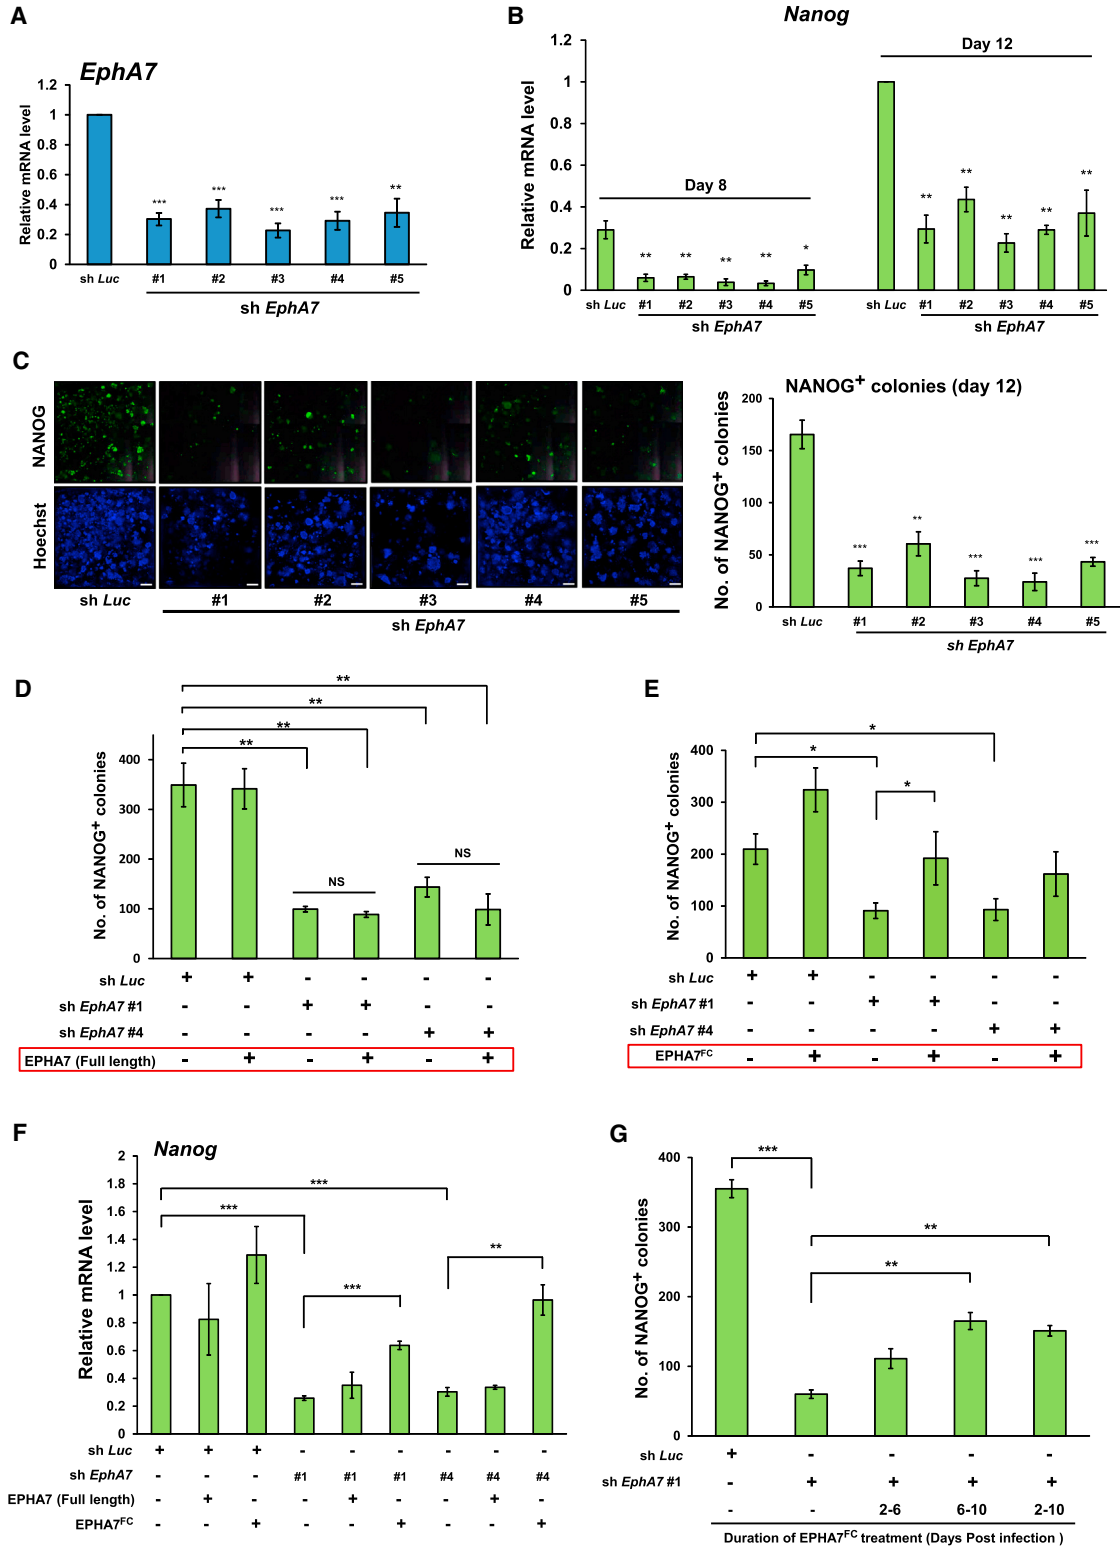 A
EphA7
Relative mRNA level
1.2
1
0.8
0.6
0.4
0.2
0
*** *** *** *** **
sh Luc #1 #2 #3 #4 #5
sh EphA7
B
Nanog
Relative mRNA level
1.2
1
0.8
0.6
0.4
0.2
0
Day 8
Day 12
** ** ** ** *
** ** ** ** **
sh Luc #1 #2 #3 #4 #5 sh Luc #1 #2 #3 #4 #5
sh EphA7 sh EphA7
C
NANOG
Hoechst
sh Luc #1 #2 #3 #4 #5
sh EphA7
NANOG+ colonies (day 12)
No. of NANOG+ colonies
200
150
100
50
0
*** ** *** *** ***
sh Luc #1 #2 #3 #4 #5
sh EphA7
D
No. of NANOG+ colonies
400
300
200
100
0
**
**
**
**
NS
NS
sh Luc + + - - - -
sh EphA7 #1 - - + + - -
sh EphA7 #4 - - - - + +
EPHA7 (Full length) - + - + - +
E
No. of NANOG+ colonies
400
300
200
100
0
*
*
*
sh Luc + + - - - -
sh EphA7 #1 - - + + - -
sh EphA7 #4 - - - - + +
EPHA7FC - + - + - +
F
Nanog
Relative mRNA level
2
1.8
1.6
1.4
1.2
1
0.8
0.6
0.4
0.2
0
***
***
**
***
sh Luc + + + - - - - - -
sh EphA7 - - - #1 #1 #1 #4 #4 #4
EPHA7 (Full length) - + - - + - - + -
EPHA7FC - - + - - + - - +
G
No. of NANOG+ colonies
400
300
200
100
0
***
**
**
sh Luc + - - - -
sh EphA7 #1 - + + + +
- - 2-6 6-10 2-10
Duration of EPHA7FC treatment (Days Post infection )